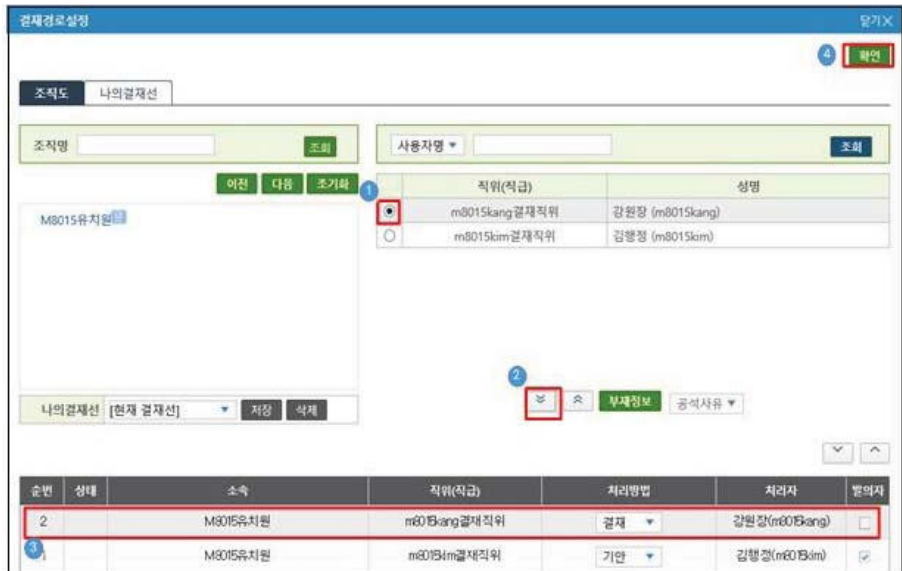 결재경로설정 닫기X
4 확인
조직도 나의결재선
조직명 조회 사용자명 조회
이전 다음 초기화 1 직위(직급) 성명
M8015유치원 m8015kang결재직위 강원장 (m8015kang)
m8015kim결재직위 김행정 (m8015kim)
2
나의결재선 [현재 결재선] 저장 삭제 부재정보 공석사유
순번 상태 소속 직위(직급) 처리방법 처리자 발의자
2 M8015유치원 m8015kang결재직위 결재 강원장(m8015kang)
3 M8015유치원 m8015kim결재직위 기안 김행정(m8015kim)